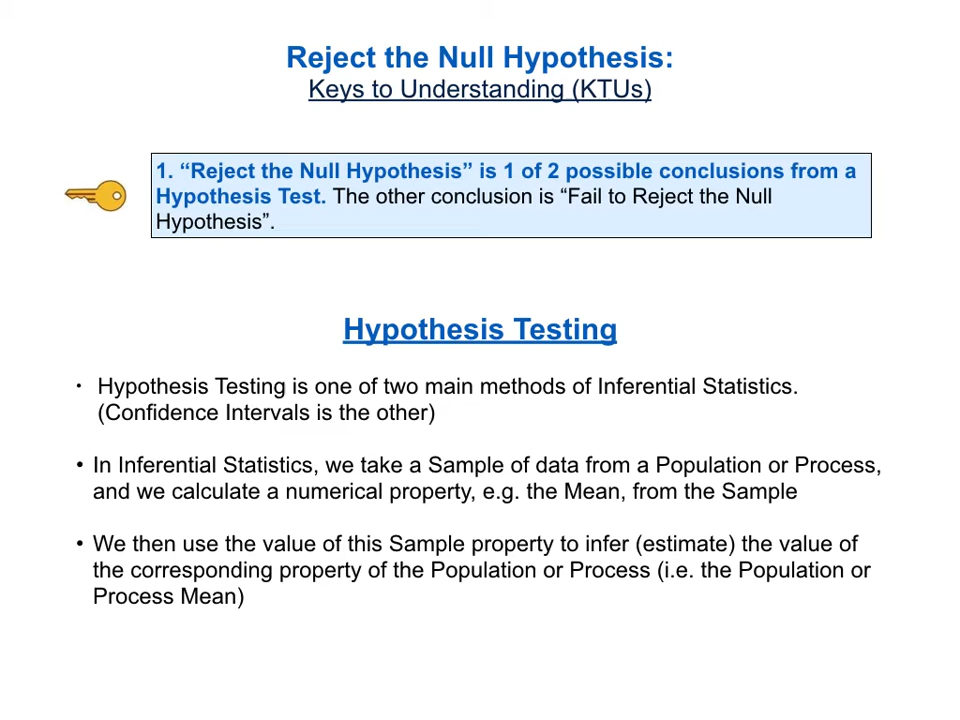 Reject the Null Hypothesis:
Keys to Understanding (KTUs)
1. “Reject the Null Hypothesis” is 1 of 2 possible conclusions from a
Hypothesis Test. The other conclusion is “Fail to Reject the Null
Hypothesis”.
Hypothesis Testing
• Hypothesis Testing is one of two main methods of Inferential Statistics.
(Confidence Intervals is the other)
• In Inferential Statistics, we take a Sample of data from a Population or Process,
and we calculate a numerical property, e.g. the Mean, from the Sample
• We then use the value of this Sample property to infer (estimate) the value of
the corresponding property of the Population or Process (i.e. the Population or
Process Mean)